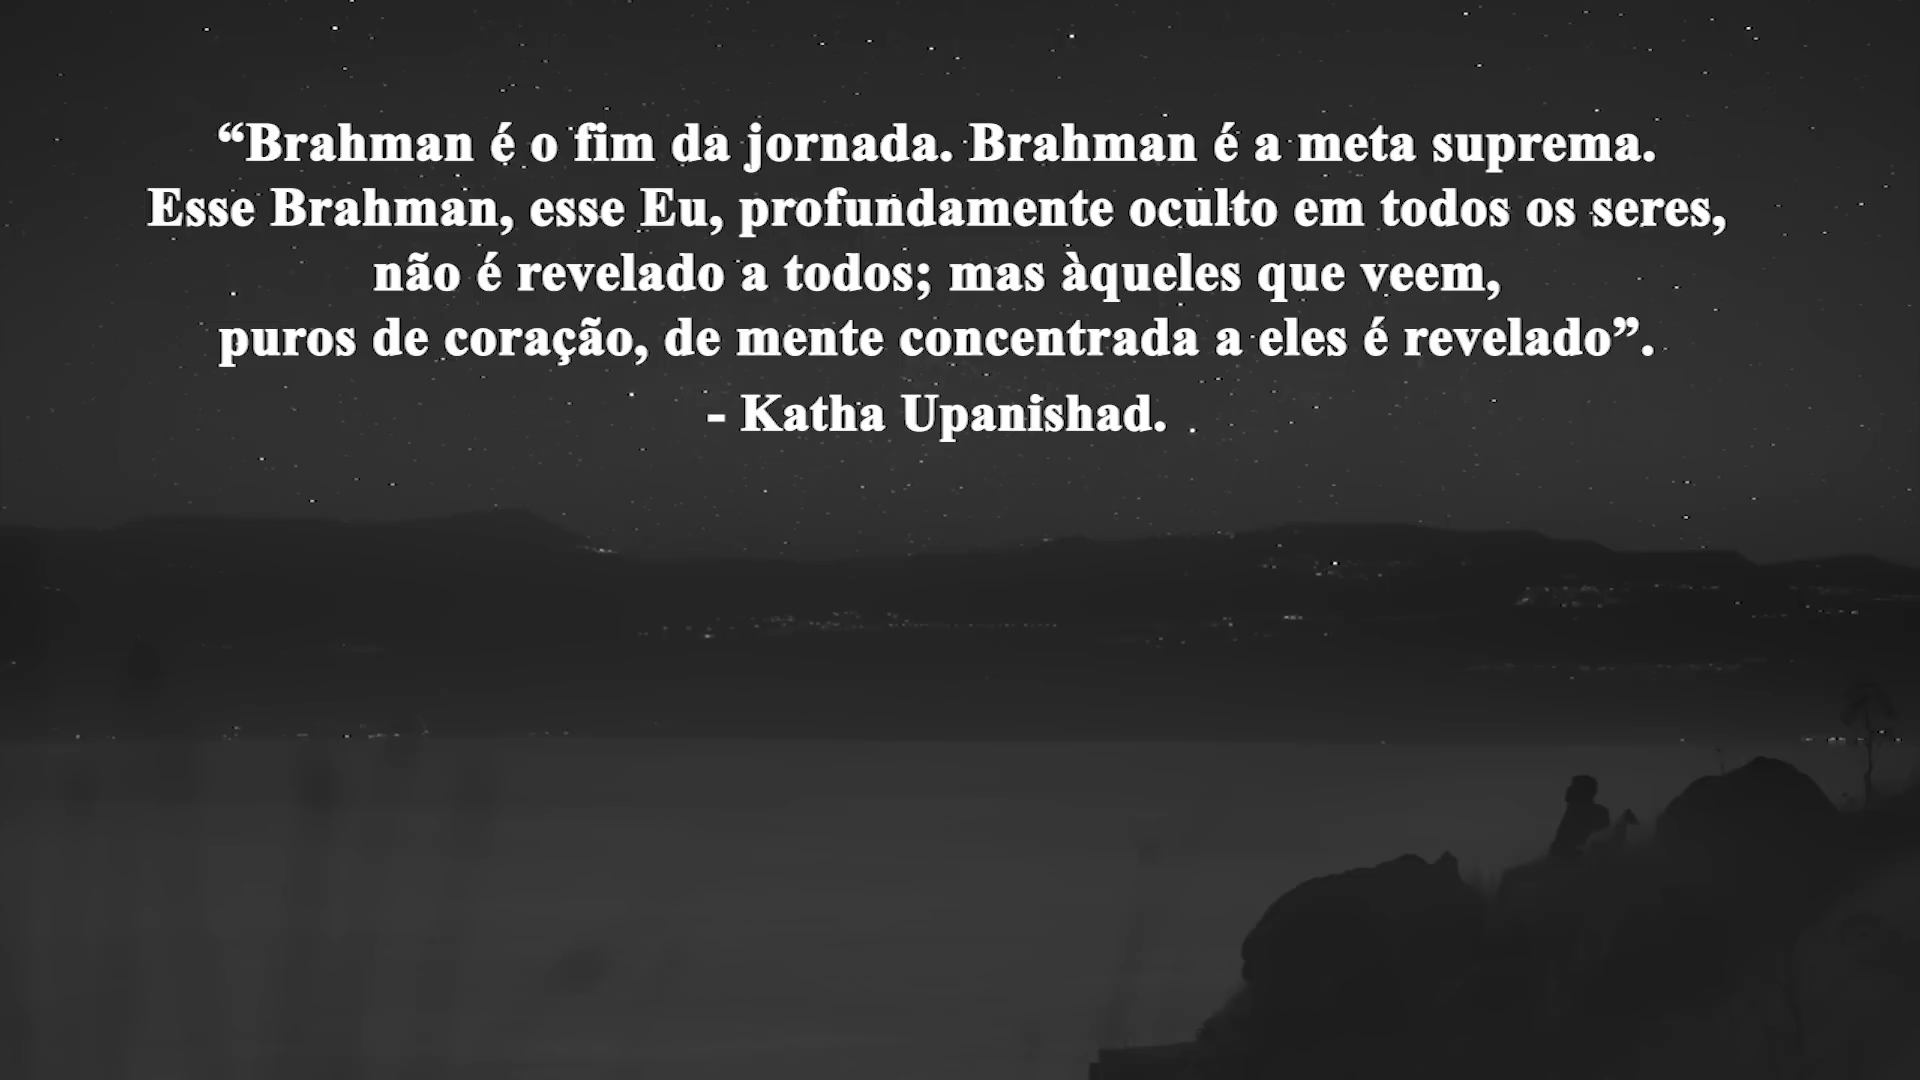 “Brahman é o fim da jornada. Brahman é a meta suprema.
Esse Brahman, esse Eu, profundamente oculto em todos os seres,
não é revelado a todos; mas àqueles que veem,
puros de coração, de mente concentrada a eles é revelado”.
- Katha Upanishad.